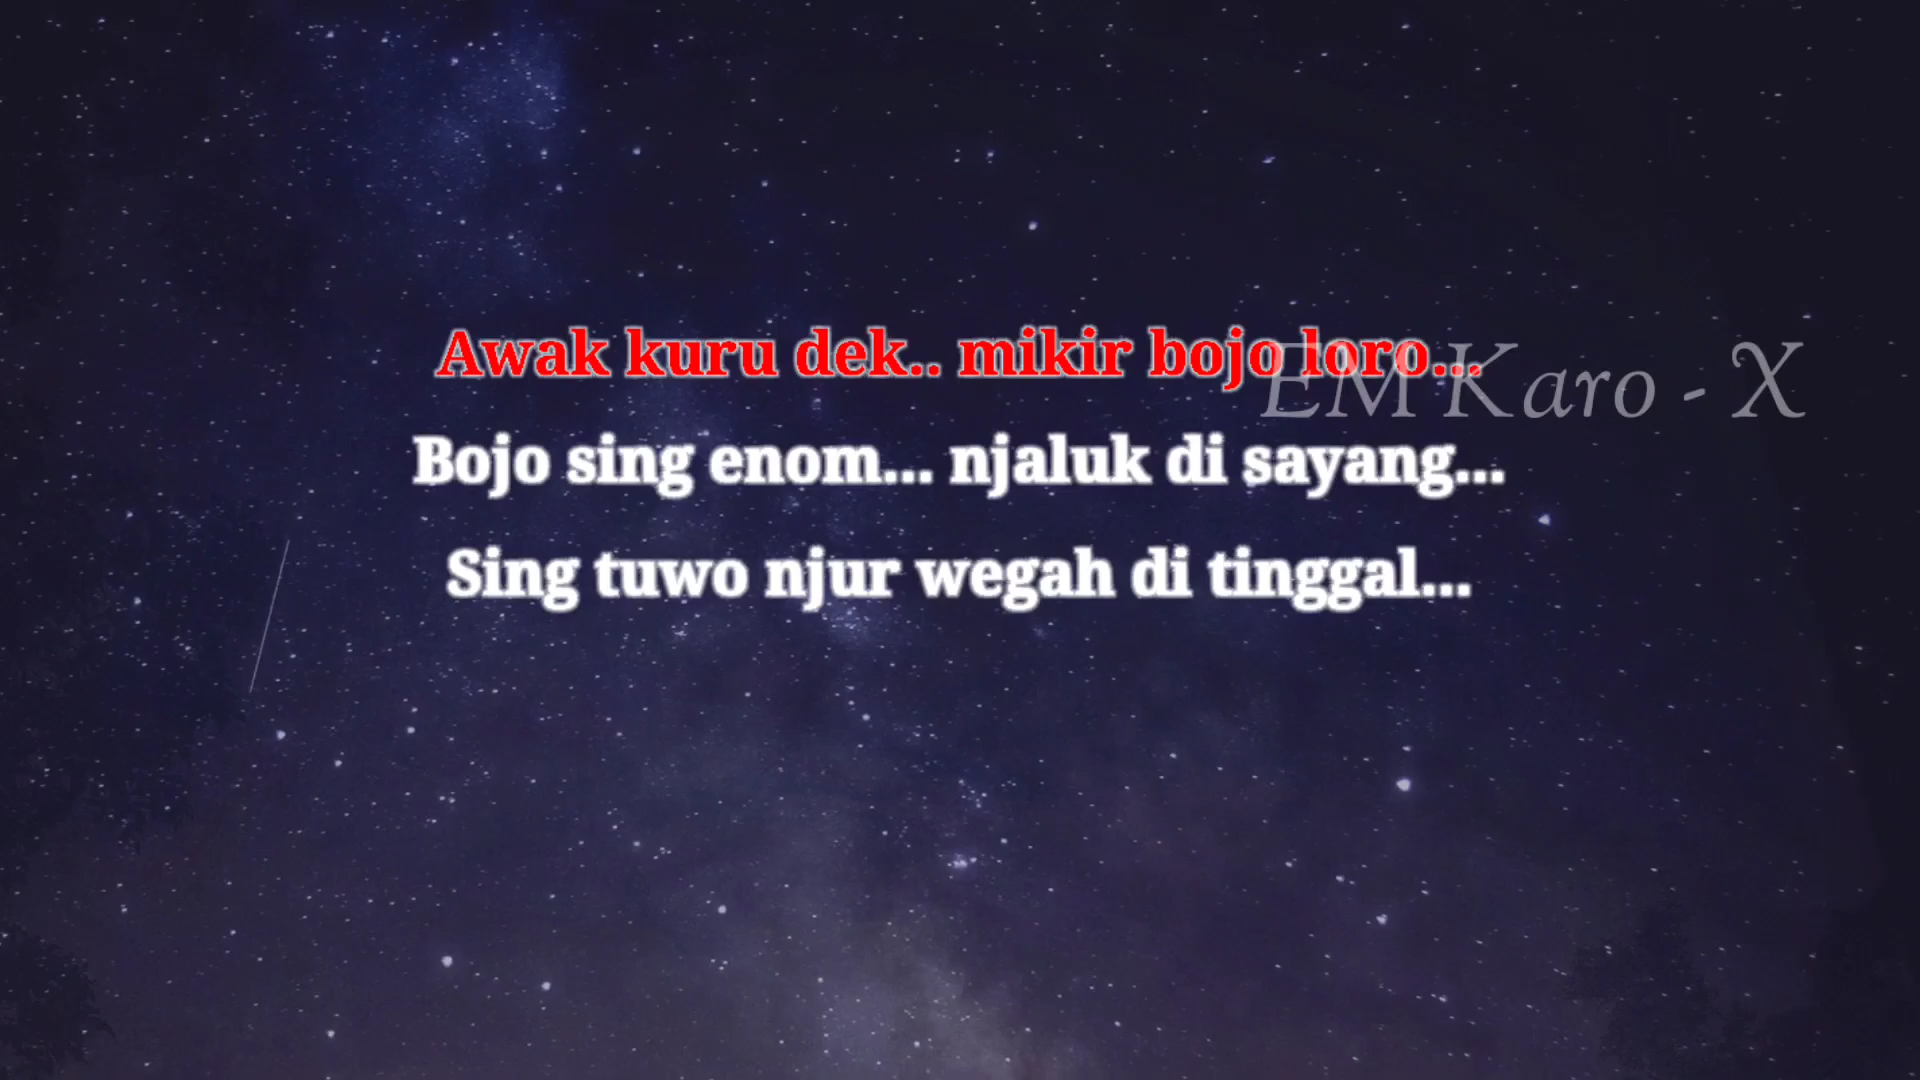 Awak kuru dek.. mikir bojo loro...
EM Karo - X
Bojo sing enom... njaluk di sayang...
Sing tuwo njur wegah di tinggal...